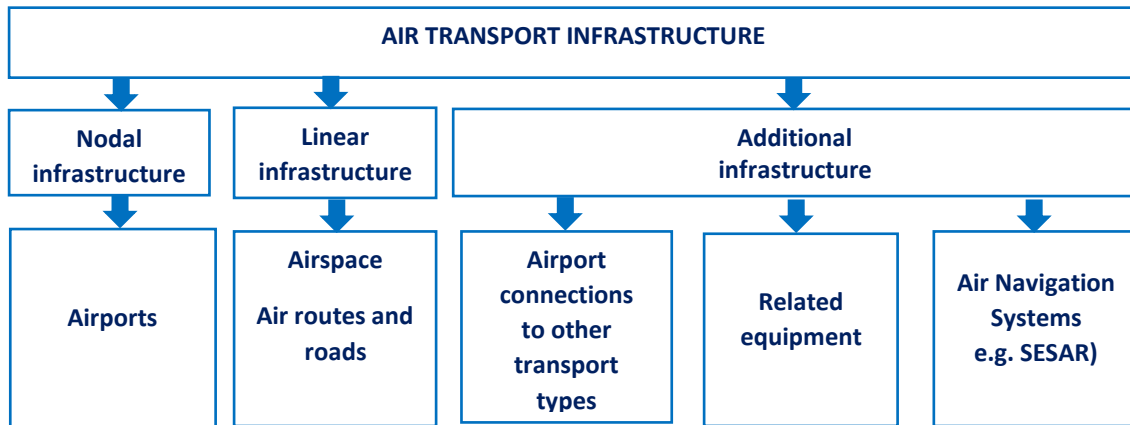 AIR TRANSPORT INFRASTRUCTURE
Nodal
infrastructure
Linear
infrastructure
Additional
infrastructure
Airports
Airspace
Air routes and
roads
Airport
connections
to other
transport
types
Related
equipment
Air Navigation
Systems
e.g. SESAR)